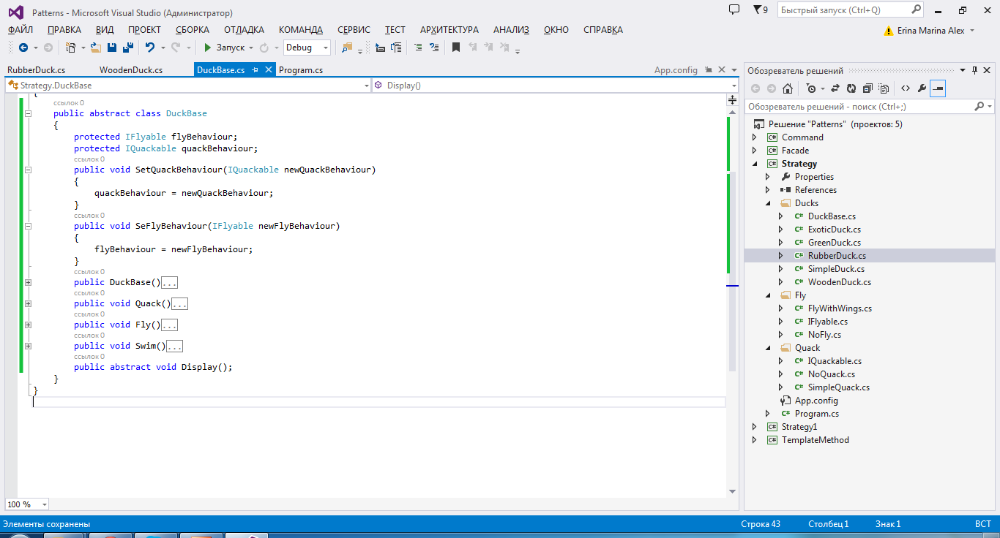 Patterns - Microsoft Visual Studio (Администратор)
9
Быстрый запуск (Ctrl+Q)
ФАЙЛ ПРАВКА ВИД ПРОЕКТ СБОРКА ОТЛАДКА КОМАНДА СЕРВИС ТЕСТ АРХИТЕКТУРА АНАЛИЗ ОКНО СПРАВКА
Erina Marina Alex
Запуск Debug
RubberDuck.cs WoodenDuck.cs DuckBase.cs Program.cs App.config
Strategy.DuckBase Display()
{
ссылок 0
public abstract class DuckBase
{
protected IFlyable flyBehaviour;
protected IQuackable quackBehaviour;
ссылок 0
public void SetQuackBehaviour(IQuackable newQuackBehaviour)
{
quackBehaviour = newQuackBehaviour;
}
ссылок 0
public void SeFlyBehaviour(IFlyable newFlyBehaviour)
{
flyBehaviour = newFlyBehaviour;
}
ссылок 0
public DuckBase()...
ссылок 0
public void Quack()...
ссылок 0
public void Fly()...
ссылок 0
public void Swim()...
ссылок 0
public abstract void Display();
}
}
100 %
Обозреватель решений
Обозреватель решений - поиск (Ctrl+;)
Решение "Patterns" (проектов: 5)
C# Command
C# Facade
C# Strategy
Properties
References
Ducks
C# DuckBase.cs
C# ExoticDuck.cs
C# GreenDuck.cs
C# RubberDuck.cs
C# SimpleDuck.cs
C# WoodenDuck.cs
Fly
C# FlyWithWings.cs
C# IFlyable.cs
C# NoFly.cs
Quack
C# IQuackable.cs
C# NoQuack.cs
C# SimpleQuack.cs
App.config
C# Program.cs
C# Strategy1
C# TemplateMethod
Элементы сохранены Строка 43 Столбец 1 Знак 1 ВСТ